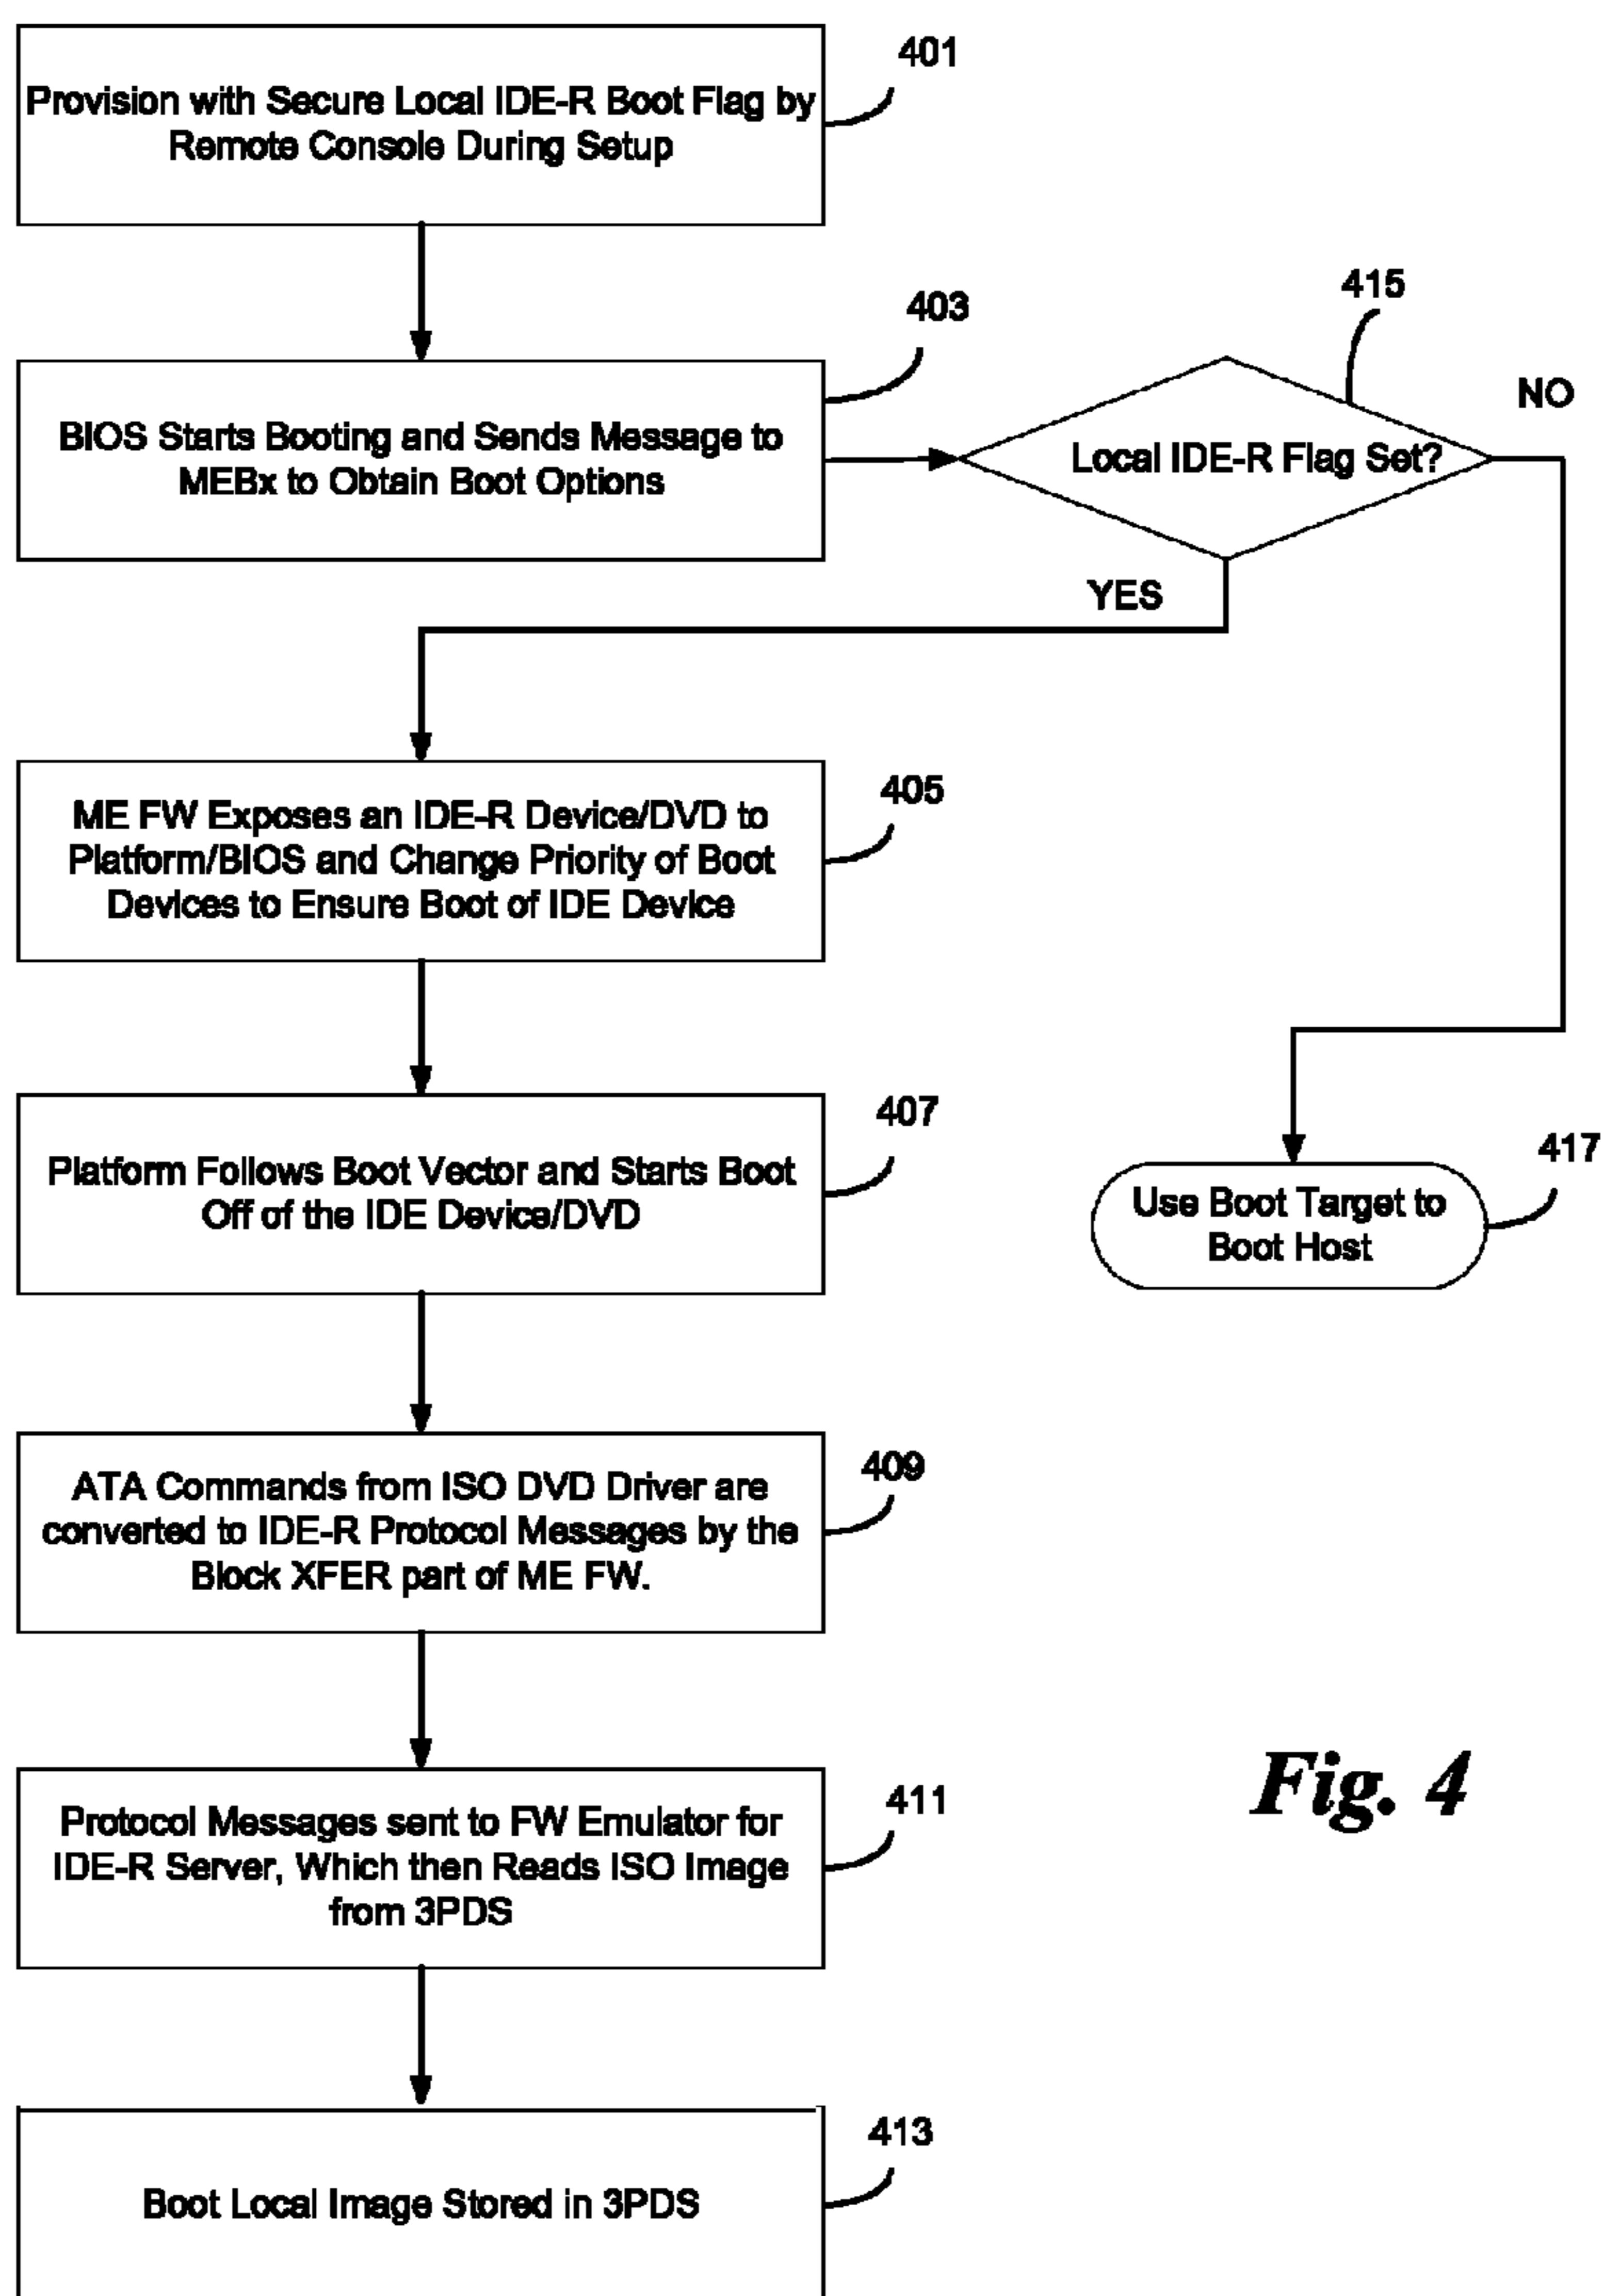 401
Provision with Secure Local IDE-R Boot Flag by
Remote Console During Setup
403
BIOS Starts Booting and Sends Message to
MEBx to Obtain Boot Options
415
Local IDE-R Flag Set?
NO
YES
405
ME FW Exposes an IDE-R Device/DVD to
Platform/BIOS and Change Priority of Boot
Devices to Ensure Boot of IDE Device
407
Platform Follows Boot Vector and Starts Boot
Off of the IDE Device/DVD
417
Use Boot Target to
Boot Host
409
ATA Commands from ISO DVD Driver are
converted to IDE-R Protocol Messages by the
Block XFER part of ME FW.
411
Protocol Messages sent to FW Emulator for
IDE-R Server, Which then Reads ISO Image
from 3PDS
Fig. 4
413
Boot Local Image Stored in 3PDS